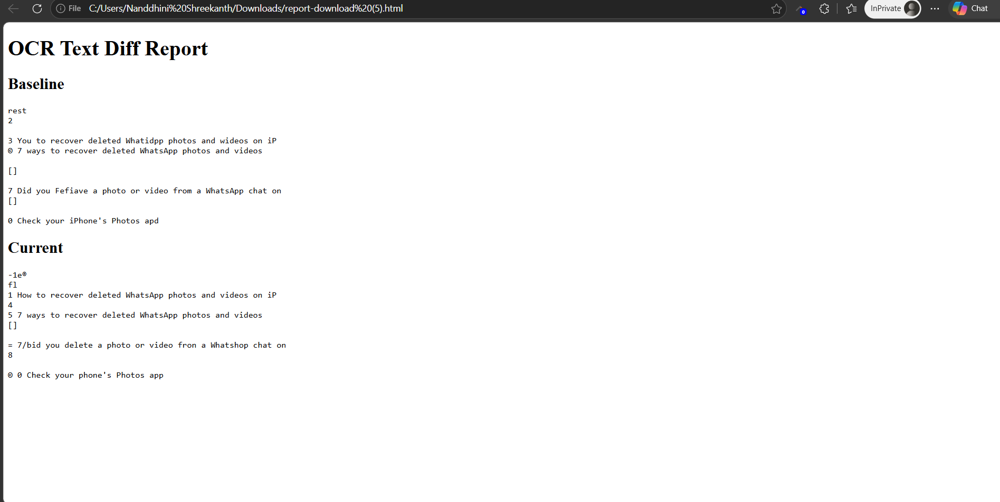 File C:/Users/Nanddhini%20Shreekanth/Downloads/report-download%20(5).html
0
InPrivate
Chat
OCR Text Diff Report
Baseline
rest
2
3 You to recover deleted Whatidpp photos and wideos on iP
© 7 ways to recover deleted WhatsApp photos and videos
[]
7 Did you Fefiave a photo or video from a WhatsApp chat on
[]
0 Check your iPhone's Photos apd
Current
-1e®
fl
1 How to recover deleted WhatsApp photos and videos on iP
4
5 7 ways to recover deleted WhatsApp photos and videos
[]
= 7/bid you delete a photo or video fron a Whatshop chat on
8
© 0 Check your phone's Photos app